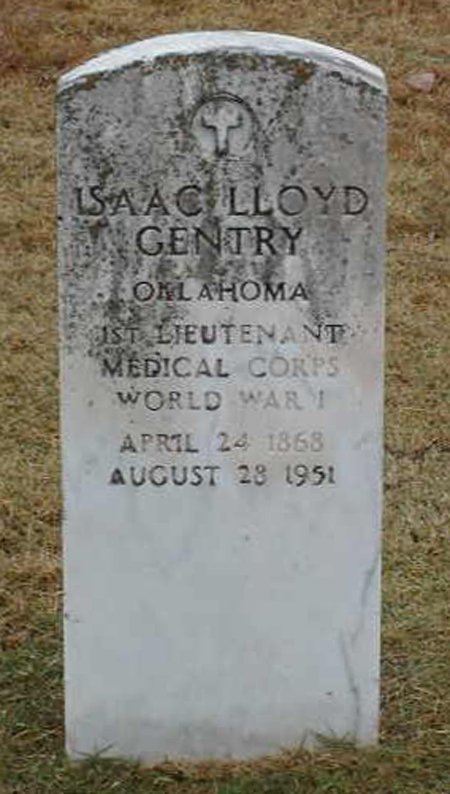 ISAAC LLOYD
GENTRY
OKLAHOMA
1ST LIEUTENANT
MEDICAL CORPS
WORLD WAR I
APRIL 24 1868
AUGUST 28 1951